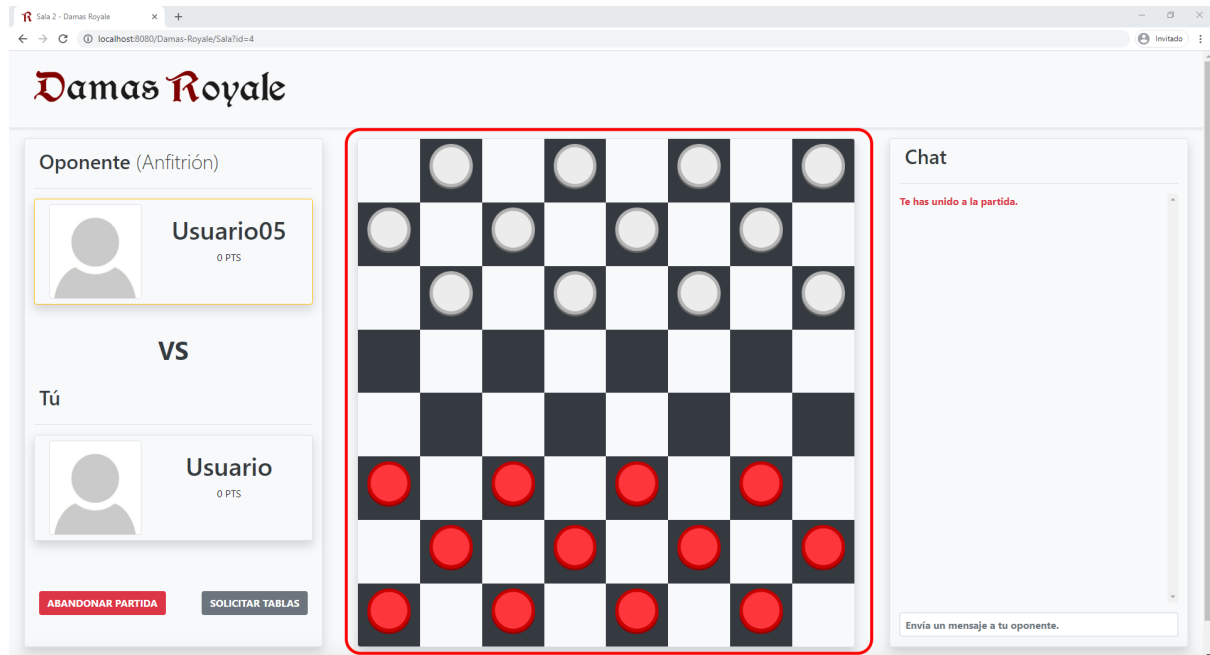 Sala 2 - Damas Royale
localhost:8080/Damas-Royale/Sala?id=4
Invitado
Damas Royale
Oponente (Anfitrión)
Usuario05
0 PTS
VS
Tú
Usuario
0 PTS
ABANDONAR PARTIDA
SOLICITAR TABLAS
Chat
Te has unido a la partida.
Envía un mensaje a tu oponente.